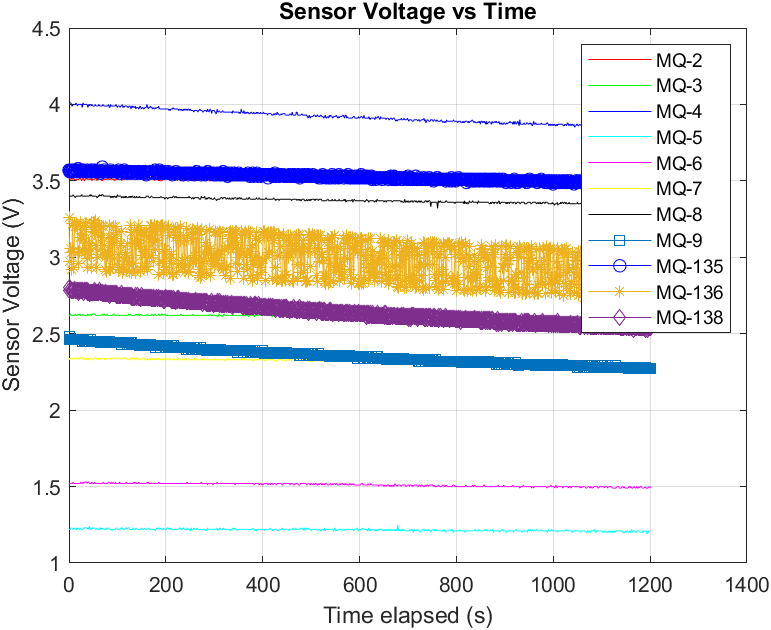 Sensor Voltage vs Time
4.5
4
3.5
3
2.5
2
1.5
1
Sensor Voltage (V)
MQ-2
MQ-3
MQ-4
MQ-5
MQ-6
MQ-7
MQ-8
MQ-9
MQ-135
MQ-136
MQ-138
0 200 400 600 800 1000 1200 1400
Time elapsed (s)